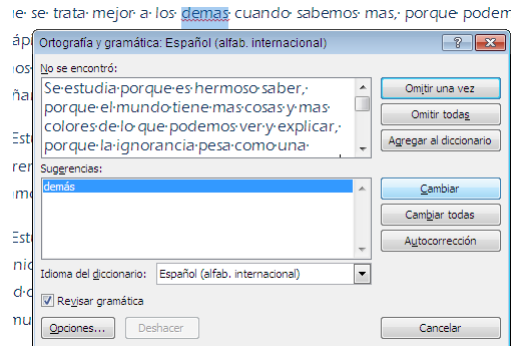 se trata mejor a los demas cuando sabemos mas, porque podem
Ortografía y gramática: Español (alfab. internacional)
No se encontró:
Se estudia porque es hermoso saber,
porque el mundo tiene mas cosas y mas
colores de lo que podemos ver y explicar,
porque la ignorancia pesa como una
Omitir una vez
Omitir todas
Agregar al diccionario
Sugerencias:
demás
Cambiar
Cambiar todas
Autocorrección
Idioma del diccionario: Español (alfab. internacional)
Revisar gramática
Opciones... Deshacer Cancelar